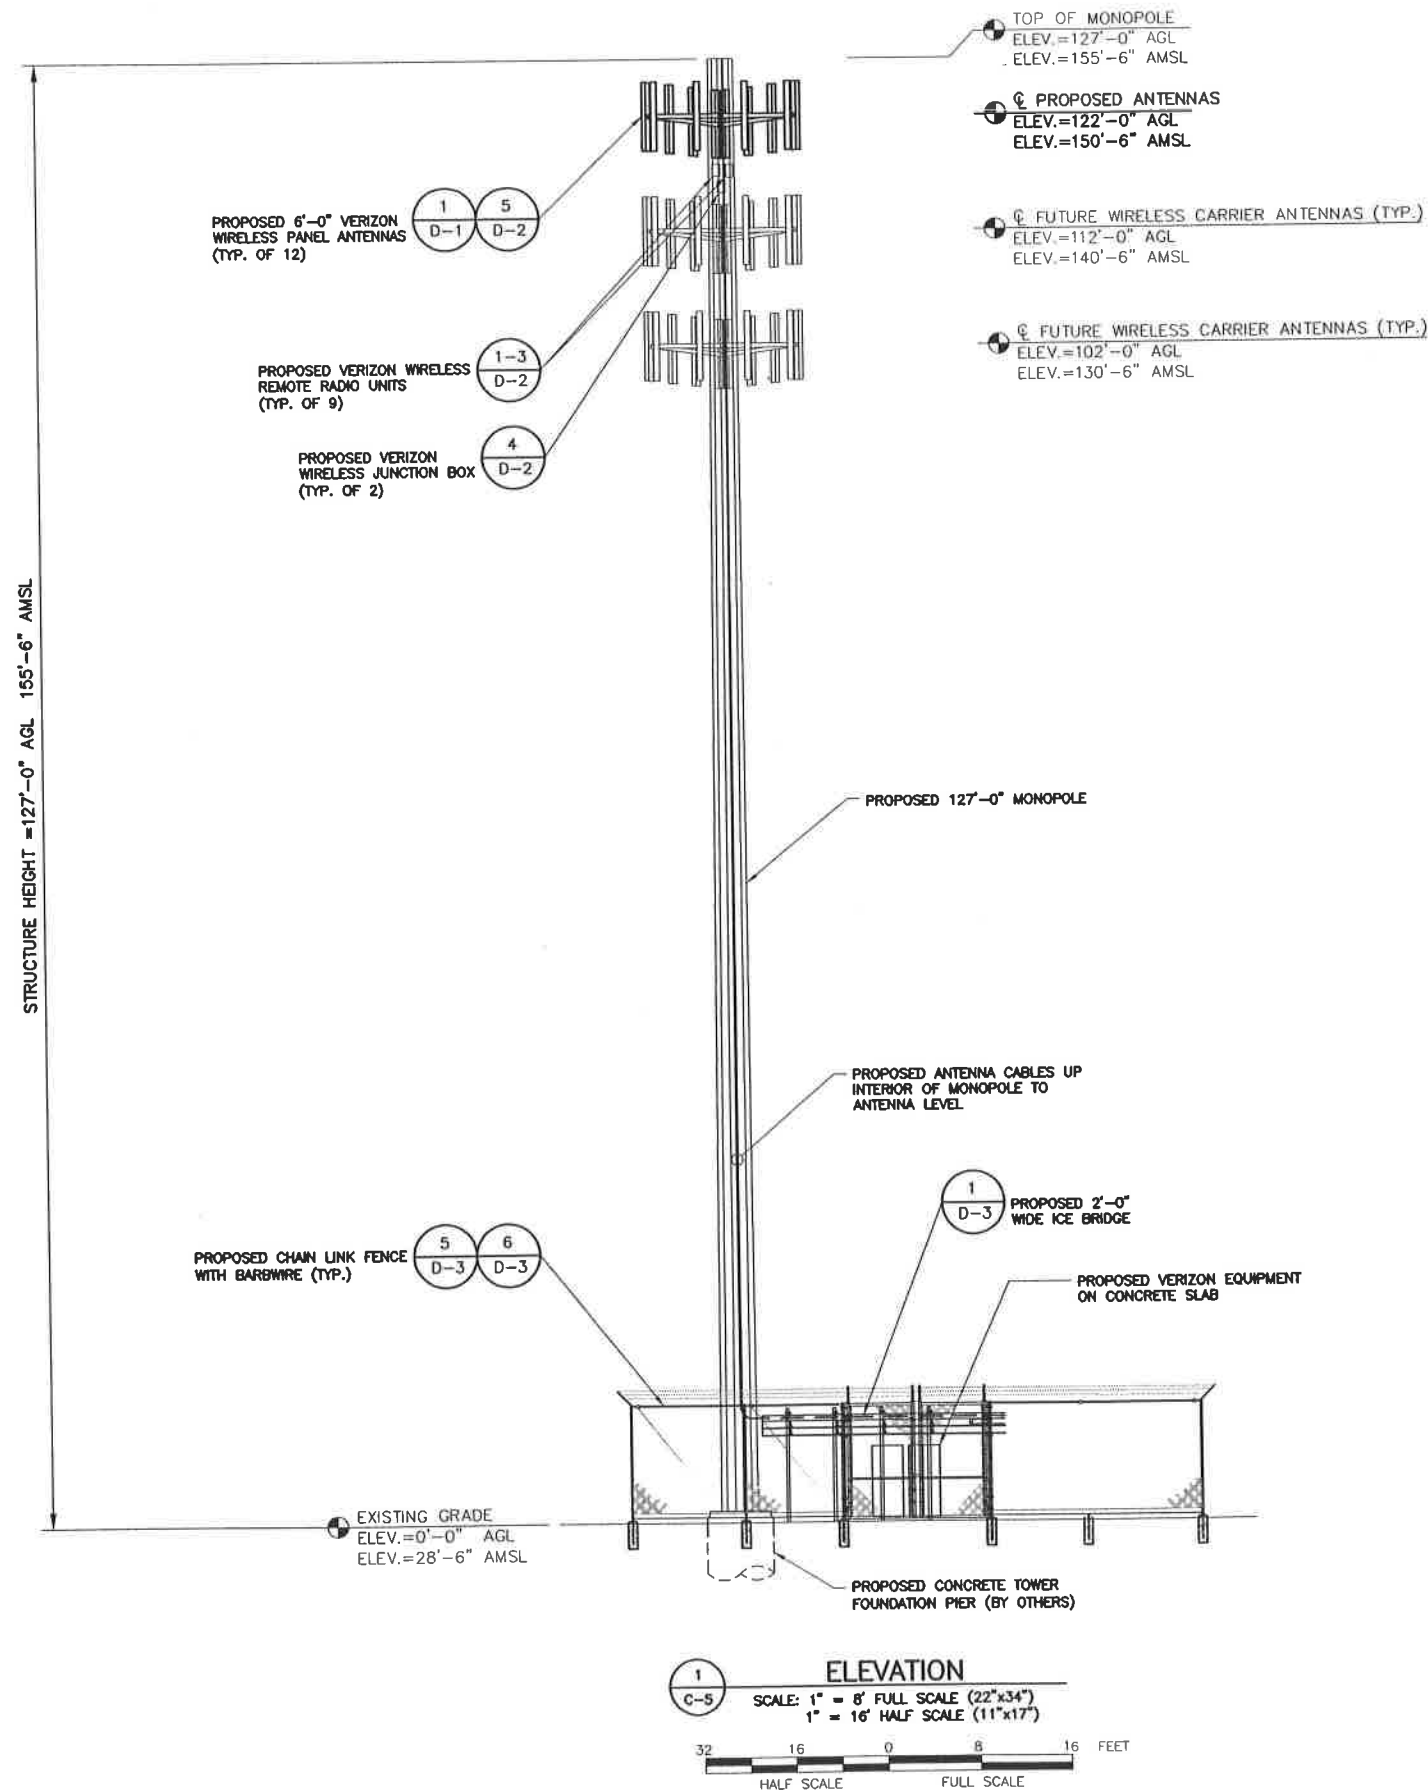 TOP OF MONOPOLE
ELEV.=127'-0" AGL
ELEV.=155'-6" AMSL
℄ PROPOSED ANTENNAS
ELEV.=122'-0" AGL
ELEV.=150'-6" AMSL
PROPOSED 6'-0" VERIZON
WIRELESS PANEL ANTENNAS
(TYP. OF 12)
1
D-1
5
D-2
℄ FUTURE WIRELESS CARRIER ANTENNAS (TYP.)
ELEV.=112'-0" AGL
ELEV.=140'-6" AMSL
℄ FUTURE WIRELESS CARRIER ANTENNAS (TYP.)
ELEV.=102'-0" AGL
ELEV.=130'-6" AMSL
PROPOSED VERIZON WIRELESS
REMOTE RADIO UNITS
(TYP. OF 9)
1-3
D-2
PROPOSED VERIZON
WIRELESS JUNCTION BOX
(TYP. OF 2)
4
D-2
STRUCTURE HEIGHT =127'-0" AGL 155'-6" AMSL
PROPOSED 127'-0" MONOPOLE
PROPOSED ANTENNA CABLES UP
INTERIOR OF MONOPOLE TO
ANTENNA LEVEL
1
D-3
PROPOSED 2'-0"
WIDE ICE BRIDGE
PROPOSED CHAIN LINK FENCE
WITH BARBWIRE (TYP.)
5
D-3
6
D-3
PROPOSED VERIZON EQUIPMENT
ON CONCRETE SLAB
EXISTING GRADE
ELEV.=0'-0" AGL
ELEV.=28'-6" AMSL
PROPOSED CONCRETE TOWER
FOUNDATION PIER (BY OTHERS)
1
C-5
ELEVATION
SCALE: 1" = 8' FULL SCALE (22"x34")
1" = 16' HALF SCALE (11"x17")
32 16 0 8 16 FEET
HALF SCALE FULL SCALE